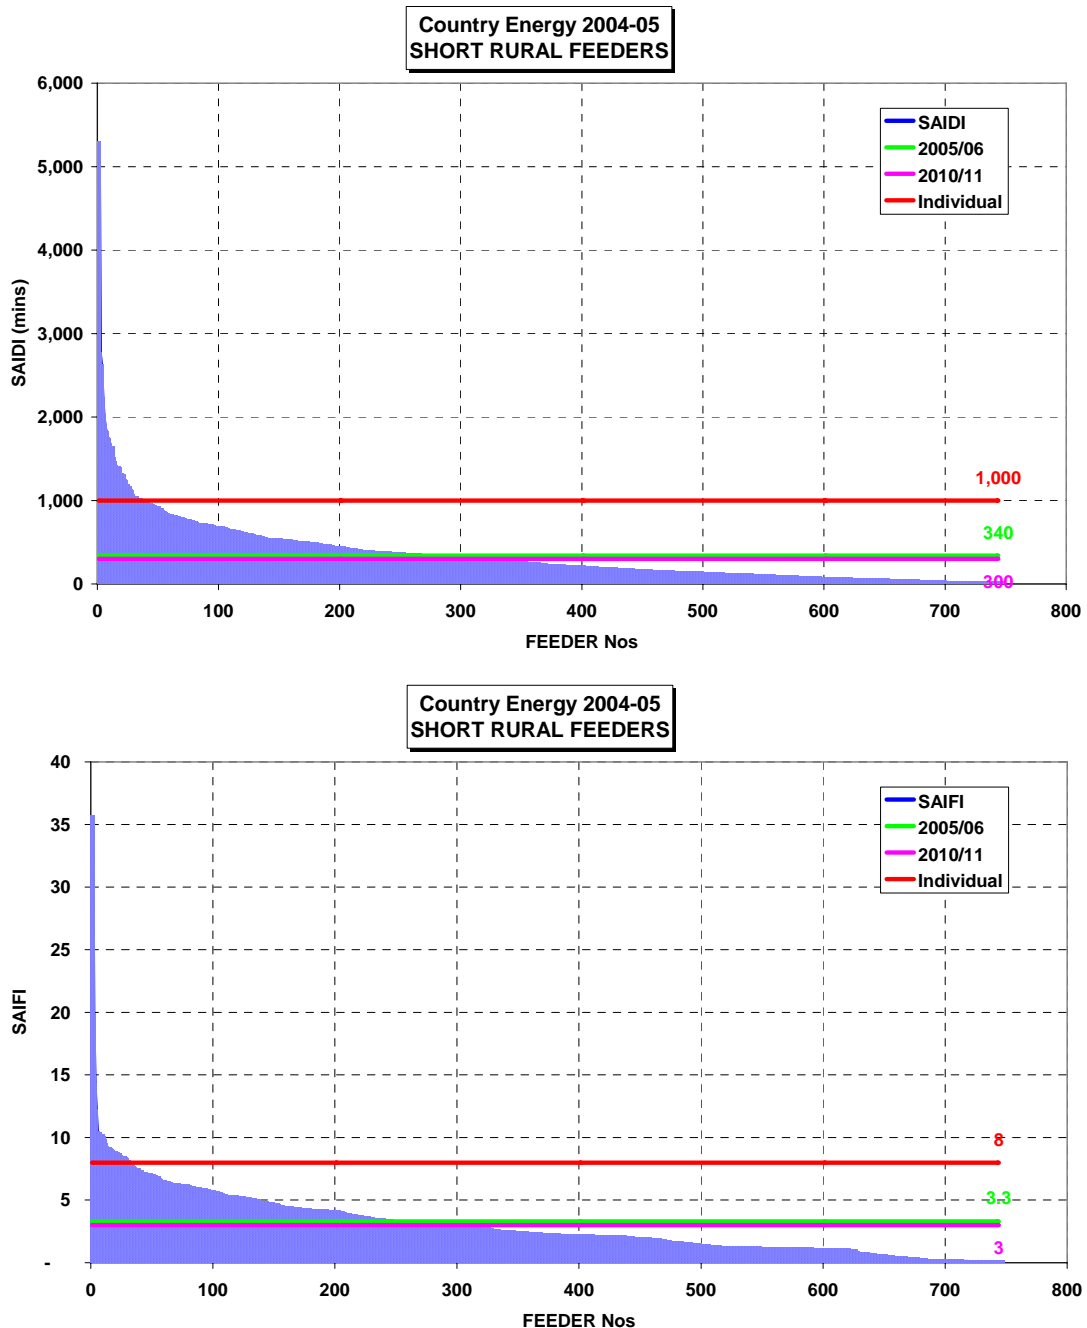 Country Energy 2004-05
SHORT RURAL FEEDERS
6,000
5,000
4,000
3,000
2,000
1,000
0
SAIDI (mins)
SAIDI
2005/06
2010/11
Individual
1,000
340
300
0 100 200 300 400 500 600 700 800
FEEDER Nos
Country Energy 2004-05
SHORT RURAL FEEDERS
40
35
30
25
20
15
10
5
-
SAIFI
SAIFI
2005/06
2010/11
Individual
8
3.3
3
0 100 200 300 400 500 600 700 800
FEEDER Nos